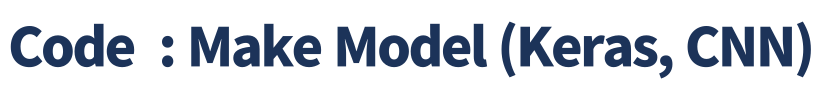 Code : Make Model (Keras, CNN)